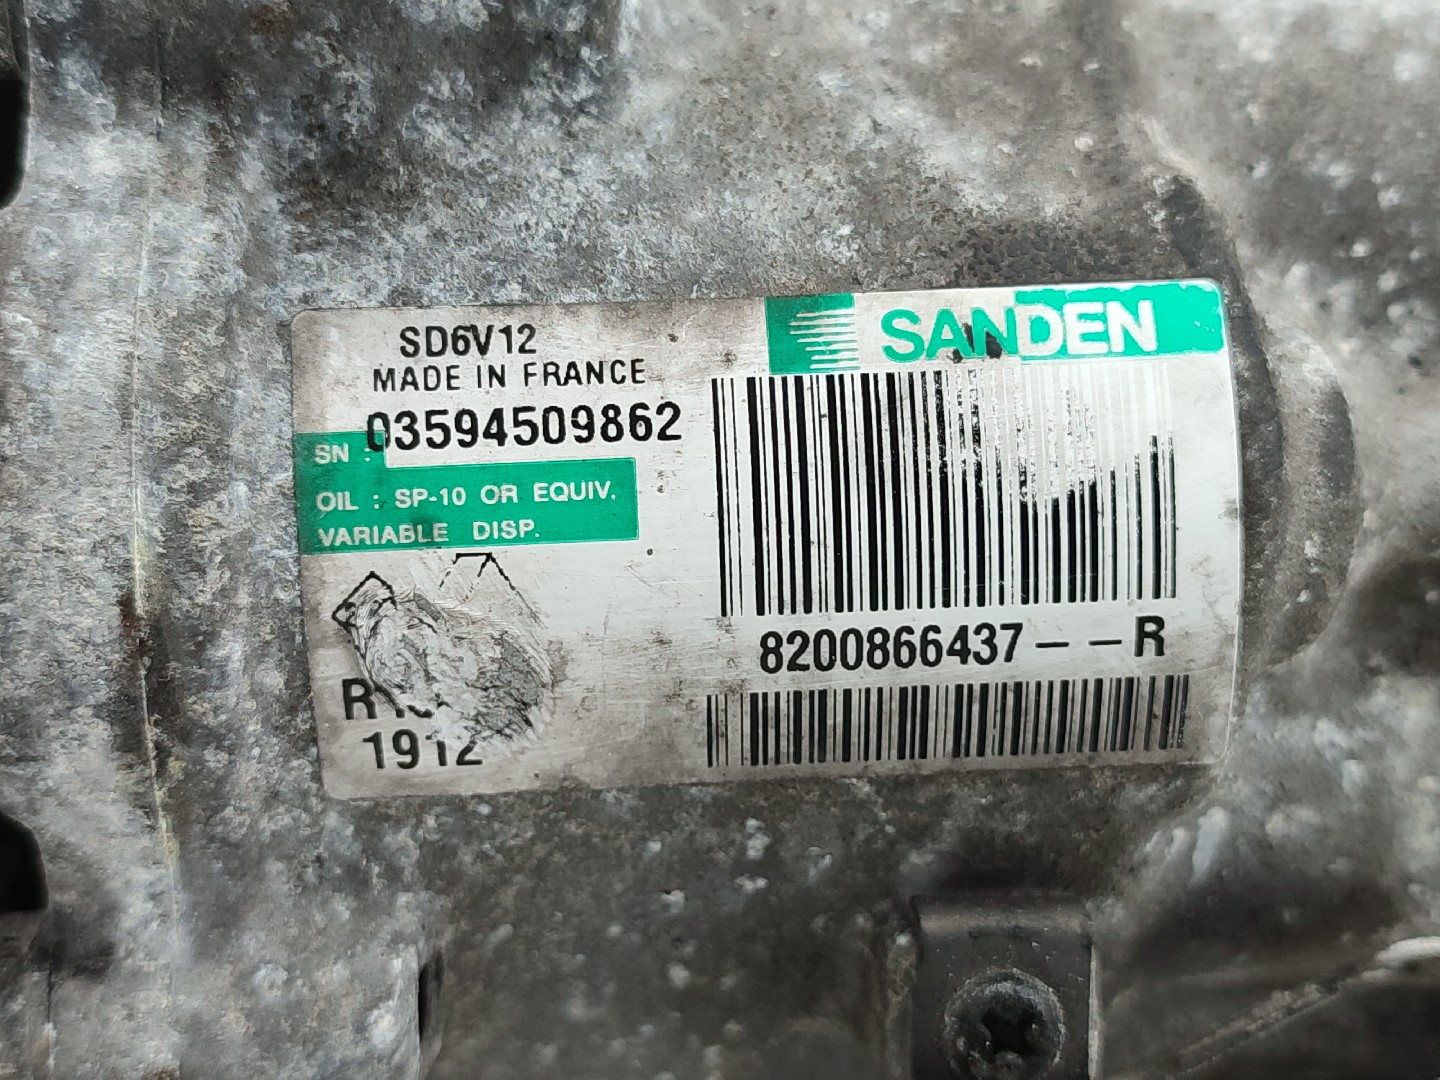 SANDEN
SD6V12
MADE IN FRANCE
SN : 03594509862
OIL : SP-10 OR EQUIV.
VARIABLE DISP.
8200866437--R
1912